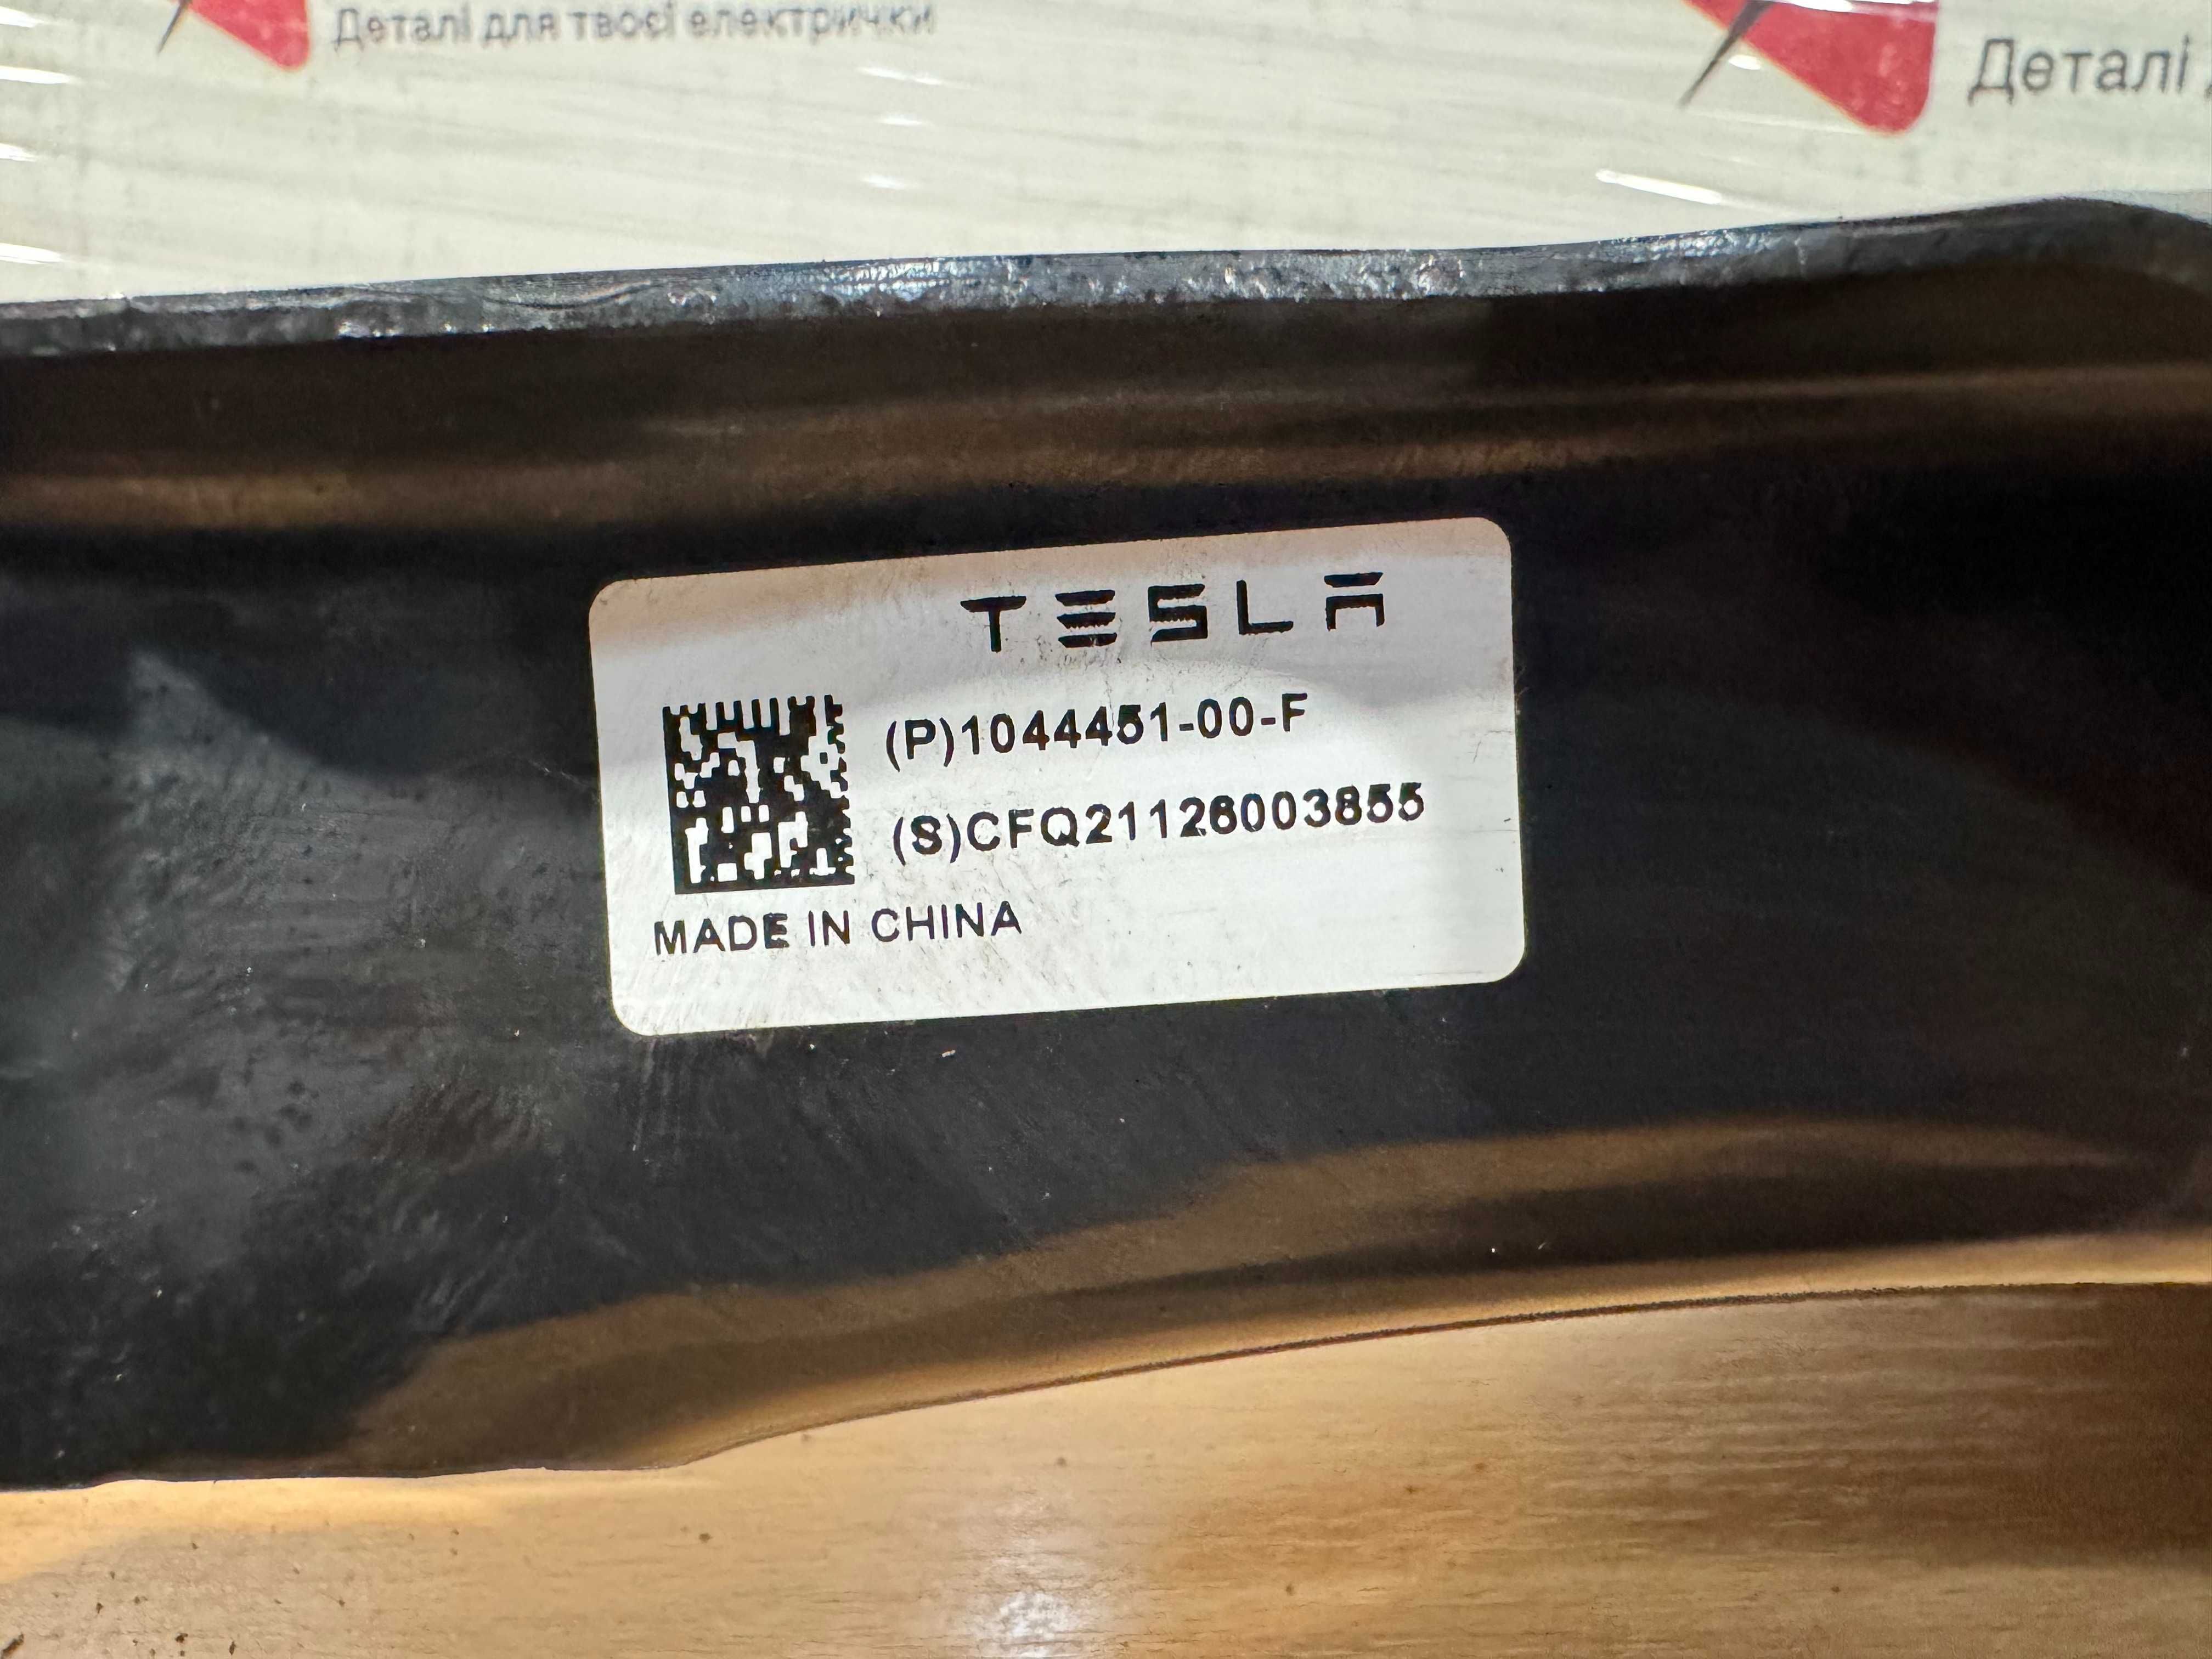 Деталі для твоєї електрички
Деталі
TESLA
(P)1044451-00-F
(S)CFQ21126003855
MADE IN CHINA